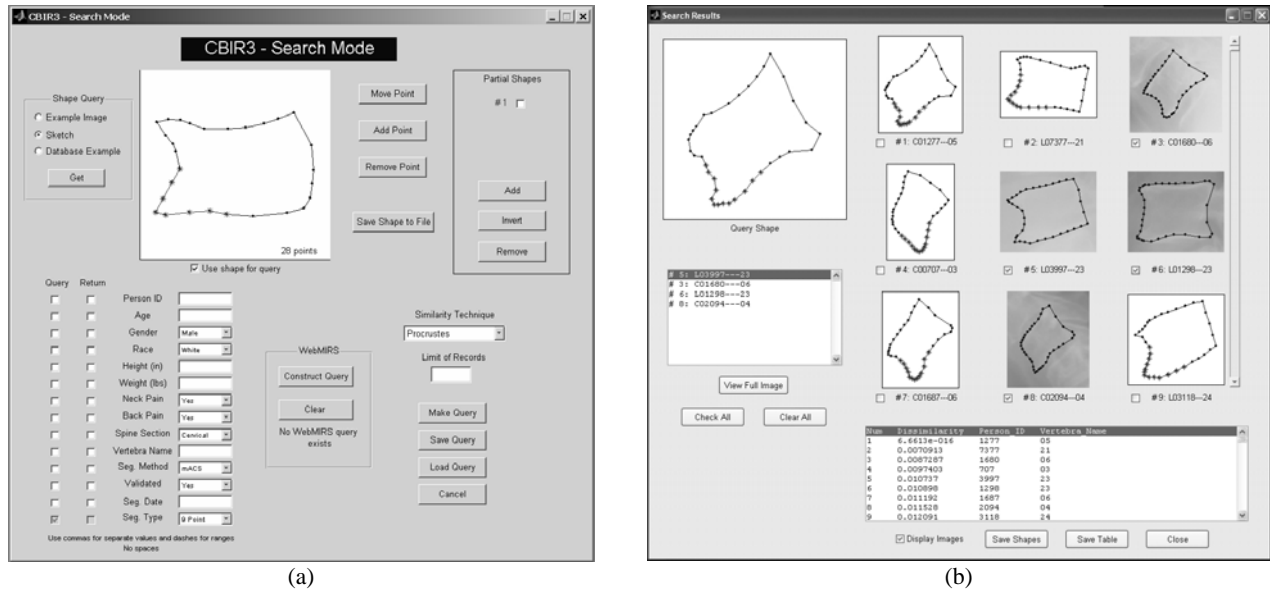 CBIR3 - Search Mode
CBIR3 - Search Mode
Shape Query
Example Image
Sketch
Database Example
Get
28 points
Use shape for query
Move Point
Add Point
Remove Point
Save Shape to File
Partial Shapes
#1
Add
Invert
Remove
Query Return
Person ID
Age
Gender Male
Race White
Height (in)
Weight (lbs)
Neck Pain Yes
Back Pain Yes
Spine Section Cervical
Vertebra Name
Seg. Method mACS
Validated Yes
Seg. Date
Seg. Type 9 Point
Use commas for separate values and dashes for ranges
No spaces
WebMIRS
Construct Query
Clear
No WebMIRS query
exists
Similarity Technique
Procrustes
Limit of Records
Make Query
Save Query
Load Query
Cancel
(a)
Search Results
Query Shape
# 5: L03997---23
# 3: C01680---06
# 6: L01298---23
# 8: C02094---04
View Full Image
Check All Clear All
#1: C01277---05
#2: L07377---21
#3: C01680---06
#4: C00707---03
#5: L03997---23
#6: L01298---23
#7: C01687---06
#8: C02094---04
#9: L03118---24
Num Dissimilarity Person_ID Vertebra_Name
1 6.6613e-016 1277 05
2 0.0070913 7377 21
3 0.0087287 1680 06
4 0.0097403 707 03
5 0.010737 3997 23
6 0.010898 1298 23
7 0.011192 1687 06
8 0.011528 2094 04
9 0.012091 3118 24
Display Images
Save Shapes
Save Table
Close
(b)